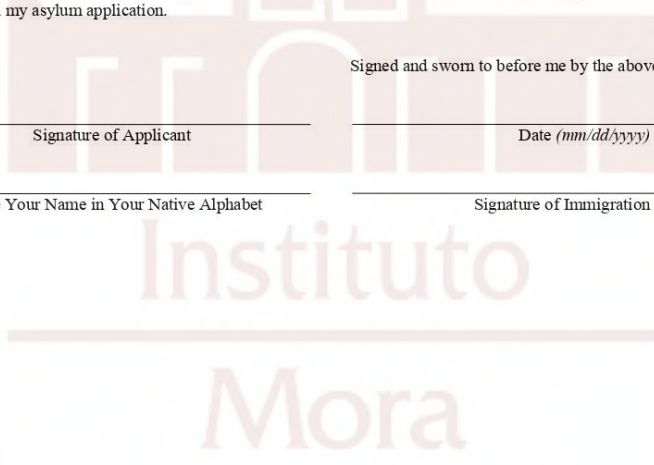 my asylum application.
Signed and sworn to before me by the above
Signature of Applicant
Date (mm/dd/yyyy)
Your Name in Your Native Alphabet
Signature of Immigration
Instituto
Mora